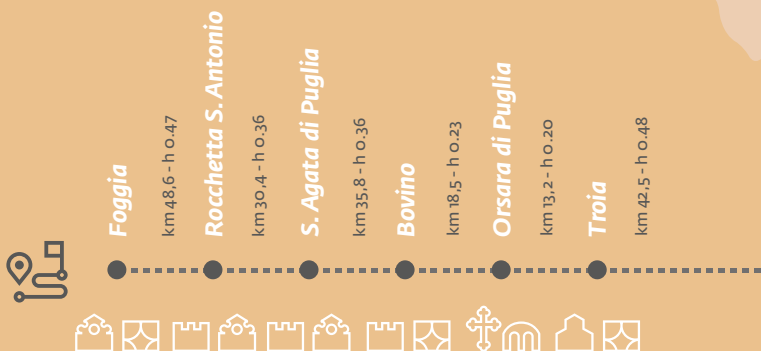 Foggia
km 48,6 - h 0.47
Rocchetta S. Antonio
km 30,4 - h 0.36
S. Agata di Puglia
km 35,8 - h 0.36
Bovino
km 18,5 - h 0.23
Orsara di Puglia
km 13,2 - h 0.20
Troia
km 42,5 - h 0.48